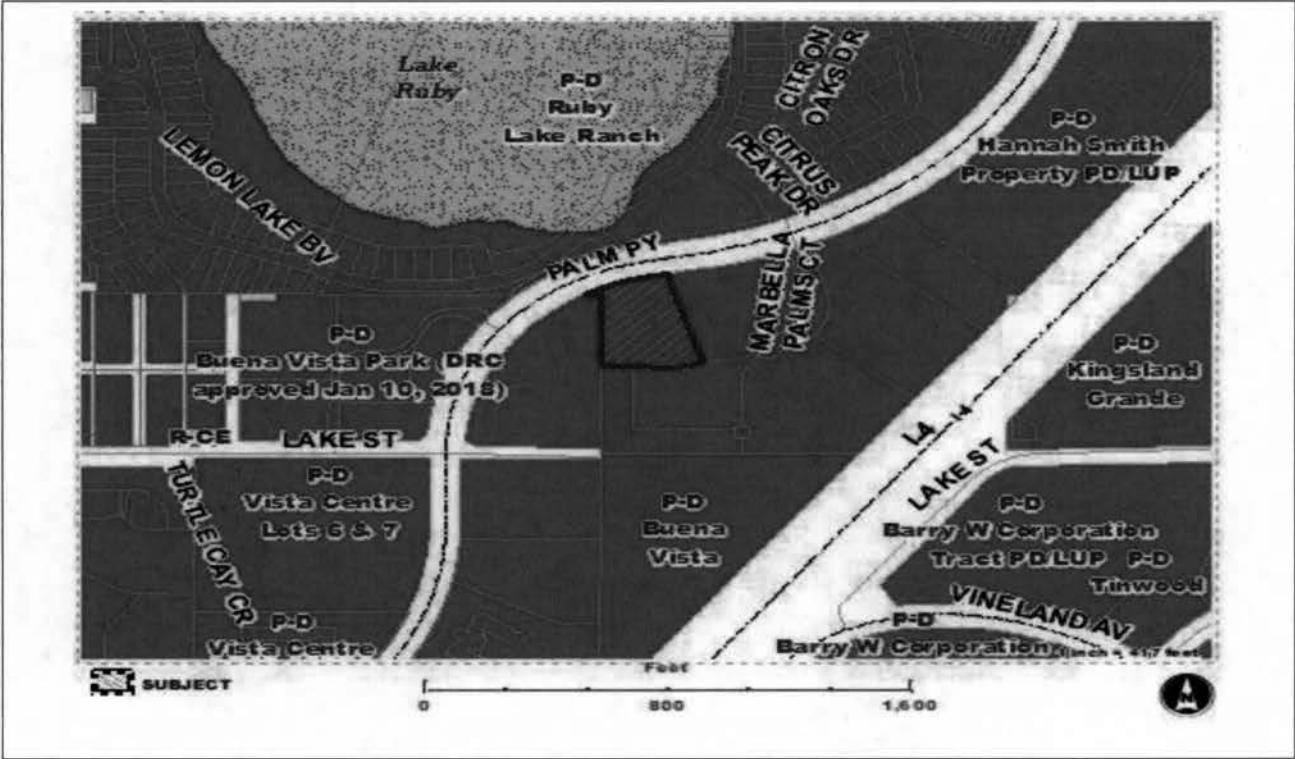 Lake
Ruby
P-D
Ruby
Lake Ranch
CITRON
OAKS DR
CITRUS
PEAK DR
P-D
Hannah Smith
Property PD/LUP
LEMON LAKE BV
PALM PY
MARBELLA
PALMS CT
P-D
Buena Vista Park (DRC
approved Jan 10, 2018)
P-D
Kingsland
Grande
R-CE
LAKE ST
I-4
I-4
LAKE ST
TURTLE CAY CR
P-D
Vista Centre
Lots 6 & 7
P-D
Buena
Vista
P-D
Barry W Corporation
Tract PD/LUP
P-D
Tinwood
VINELAND AV
P-D
Vista Centre
P-D
Barry W Corporation
SUBJECT
Feet
0
800
1,600
N